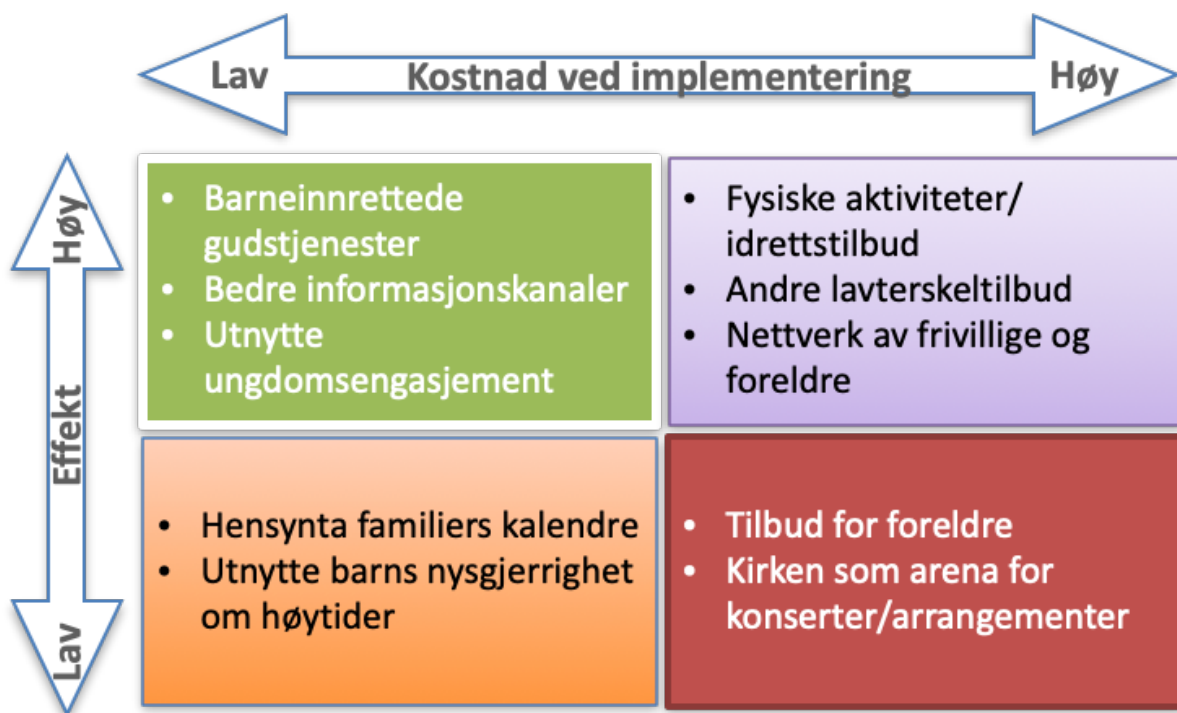 Lav Kostnad ved implementering Høy
Høy
Effekt
Lav
• Barneinnrettede
gudstjenester
• Bedre informasjonskanaler
• Utnytte
ungdomsengasjement
• Fysiske aktiviteter/
idrettstilbud
• Andre lavterskeltilbud
• Nettverk av frivillige og
foreldre
• Hensynta familiers kalendre
• Utnytte barns nysgjerrighet
om høytider
• Tilbud for foreldre
• Kirken som arena for
konserter/arrangementer